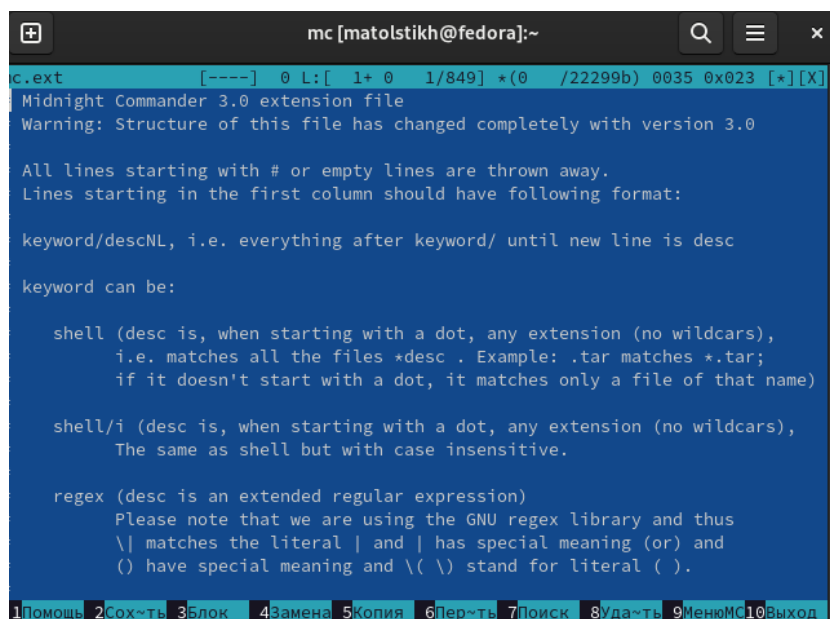 mc [matolstikh@fedora]:~
mc.ext [----] 0 L:[ 1+ 0 1/849] *(0 /22299b) 0035 0x023 [*][X]
# Midnight Commander 3.0 extension file
# Warning: Structure of this file has changed completely with version 3.0
#
# All lines starting with # or empty lines are thrown away.
# Lines starting in the first column should have following format:
#
# keyword/descNL, i.e. everything after keyword/ until new line is desc
#
# keyword can be:
#
#    shell (desc is, when starting with a dot, any extension (no wildcars),
#          i.e. matches all the files *desc . Example: .tar matches *.tar;
#          if it doesn't start with a dot, it matches only a file of that name)
#
#    shell/i (desc is, when starting with a dot, any extension (no wildcars),
#          The same as shell but with case insensitive.
#
#    regex (desc is an extended regular expression)
#          Please note that we are using the GNU regex library and thus
#          \| matches the literal | and | has special meaning (or) and
#          () have special meaning and \( \) stand for literal ( ).
#
1Помощь 2Сох~ть 3Блок 4Замена 5Копия 6Пер~ть 7Поиск 8Уда~ть 9МенюMC 10Выход